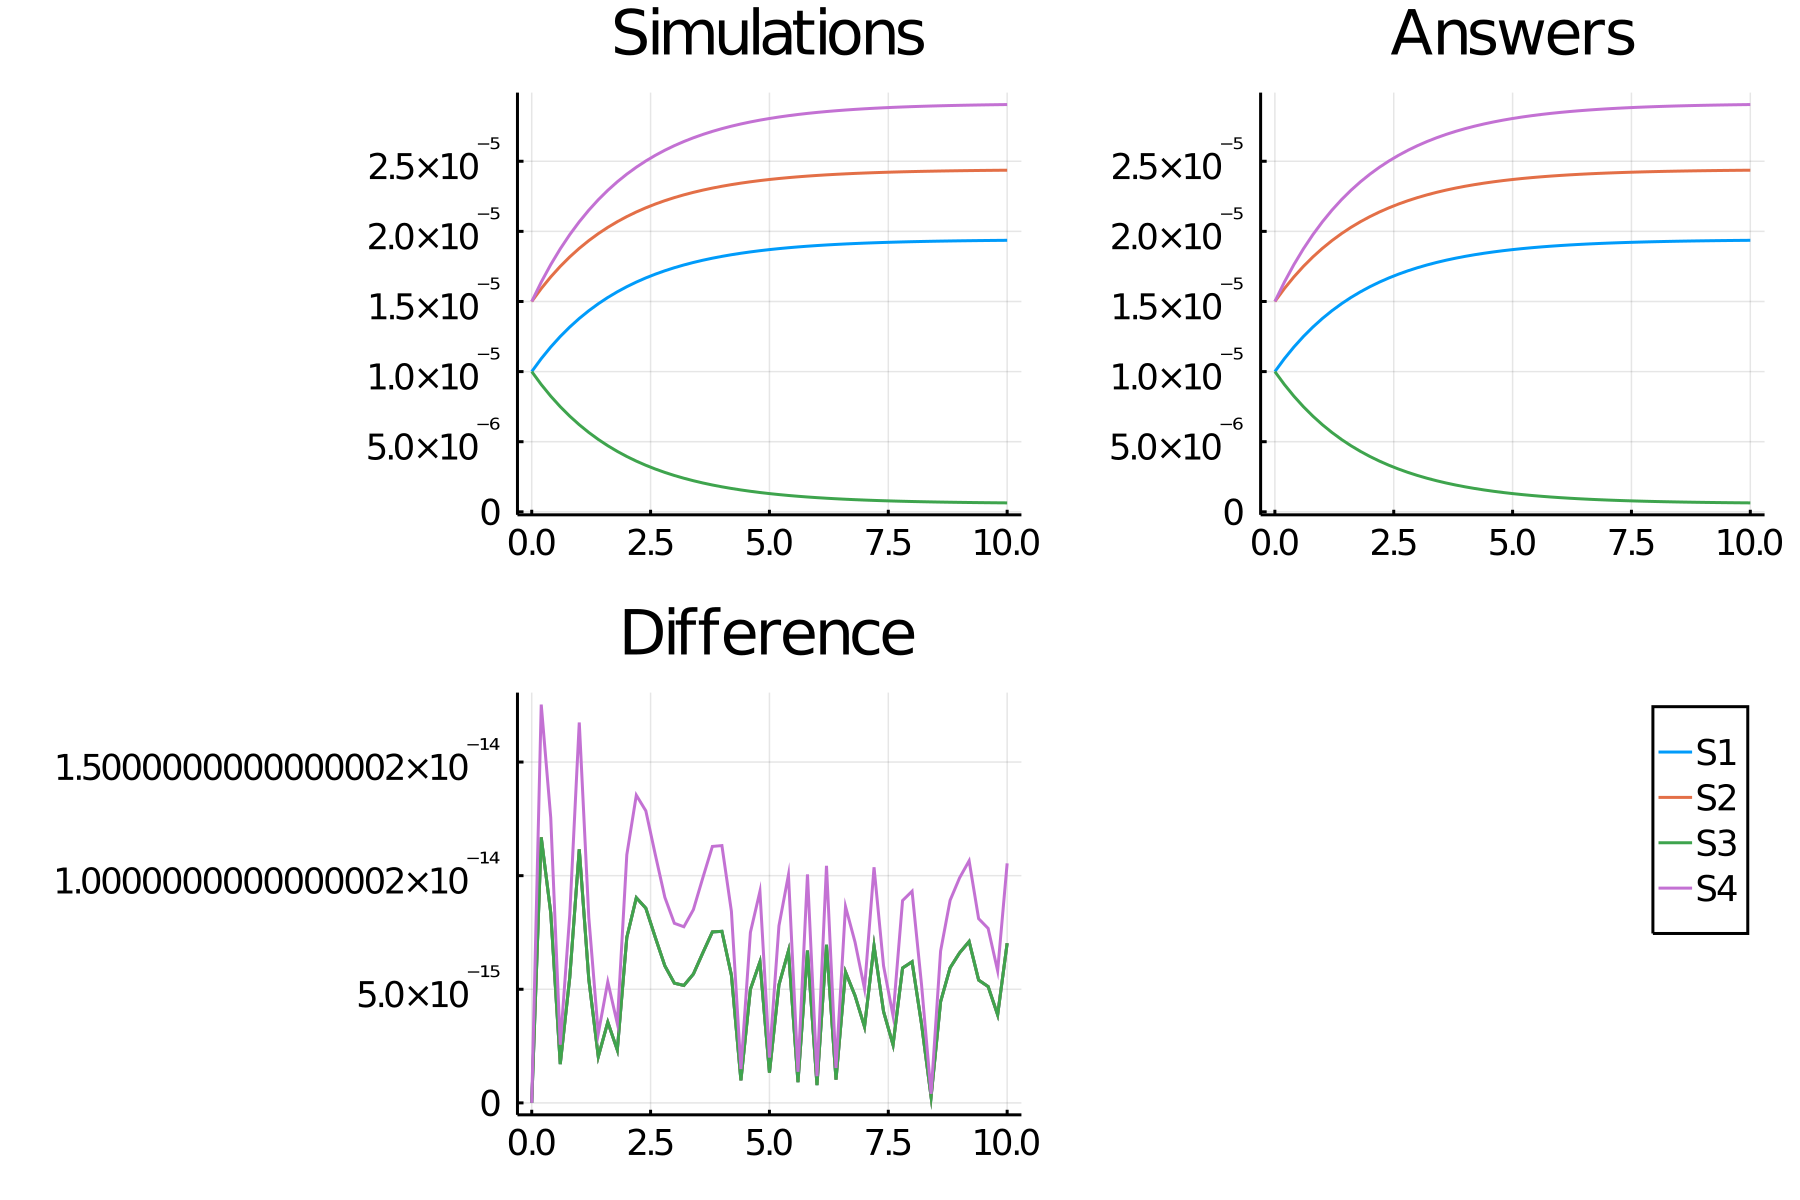 Simulations
2.5×10⁻⁵
2.0×10⁻⁵
1.5×10⁻⁵
1.0×10⁻⁵
5.0×10⁻⁶
0
0.0 2.5 5.0 7.5 10.0
Answers
2.5×10⁻⁵
2.0×10⁻⁵
1.5×10⁻⁵
1.0×10⁻⁵
5.0×10⁻⁶
0
0.0 2.5 5.0 7.5 10.0
Difference
1.5000000000000002×10⁻¹⁴
1.0000000000000002×10⁻¹⁴
5.0×10⁻¹⁵
0
0.0 2.5 5.0 7.5 10.0
S1
S2
S3
S4